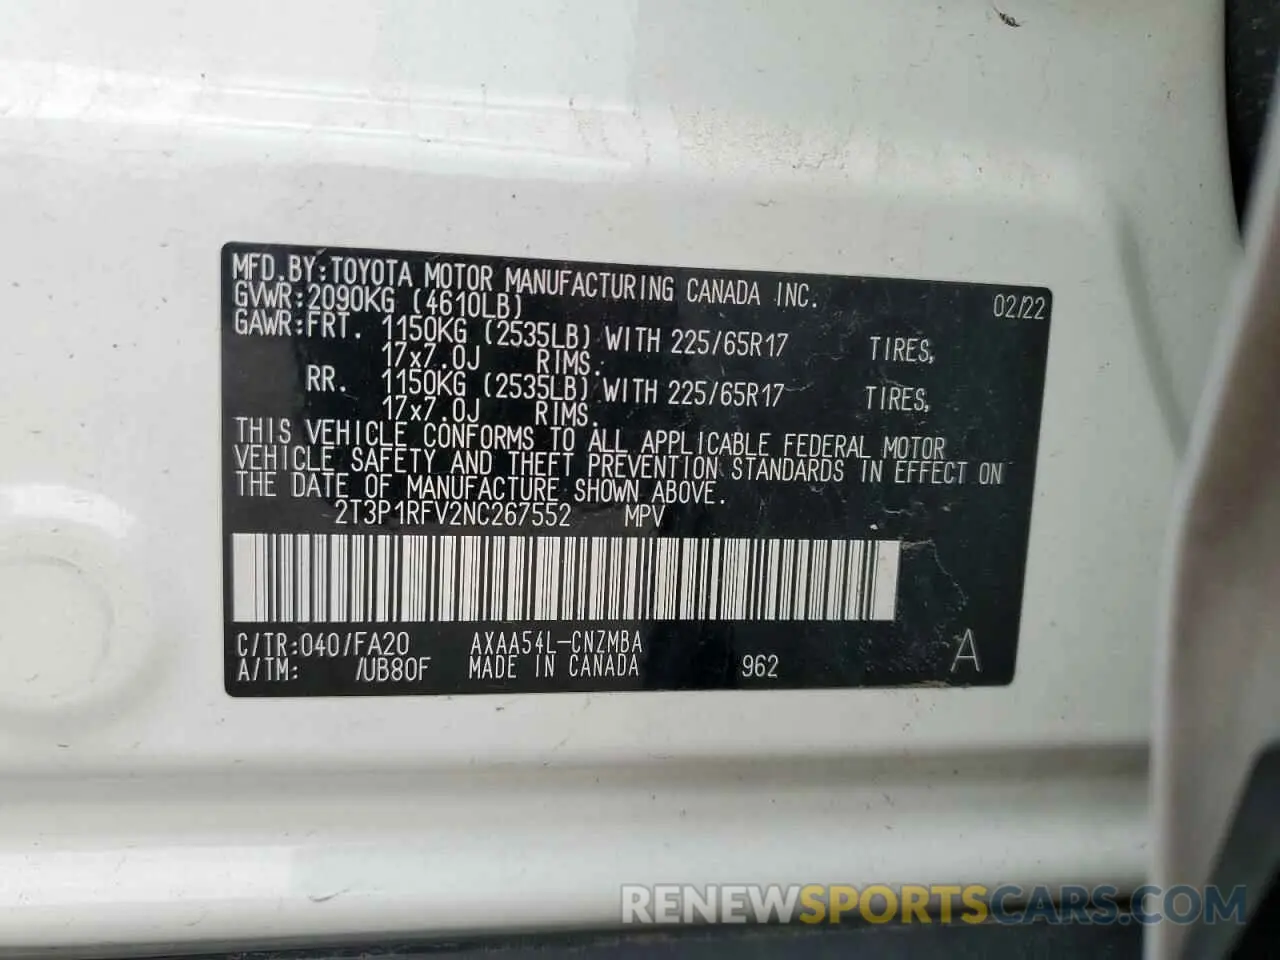 MFD.BY:TOYOTA MOTOR MANUFACTURING CANADA INC. 02/22
GVWR:2090KG (4610LB)
GAWR:FRT. 1150KG (2535LB) WITH 225/65R17 TIRES,
17x7.0J RIMS.
RR. 1150KG (2535LB) WITH 225/65R17 TIRES,
17x7.0J RIMS.
THIS VEHICLE CONFORMS TO ALL APPLICABLE FEDERAL MOTOR
VEHICLE SAFETY AND THEFT PREVENTION STANDARDS IN EFFECT ON
THE DATE OF MANUFACTURE SHOWN ABOVE.
2T3P1RFV2NC267552 MPV
C/TR:040/FA20 AXAA54L-CNZMBA
A/TM: /UB80F MADE IN CANADA 962 A
RENEWSPORTSCARS.COM